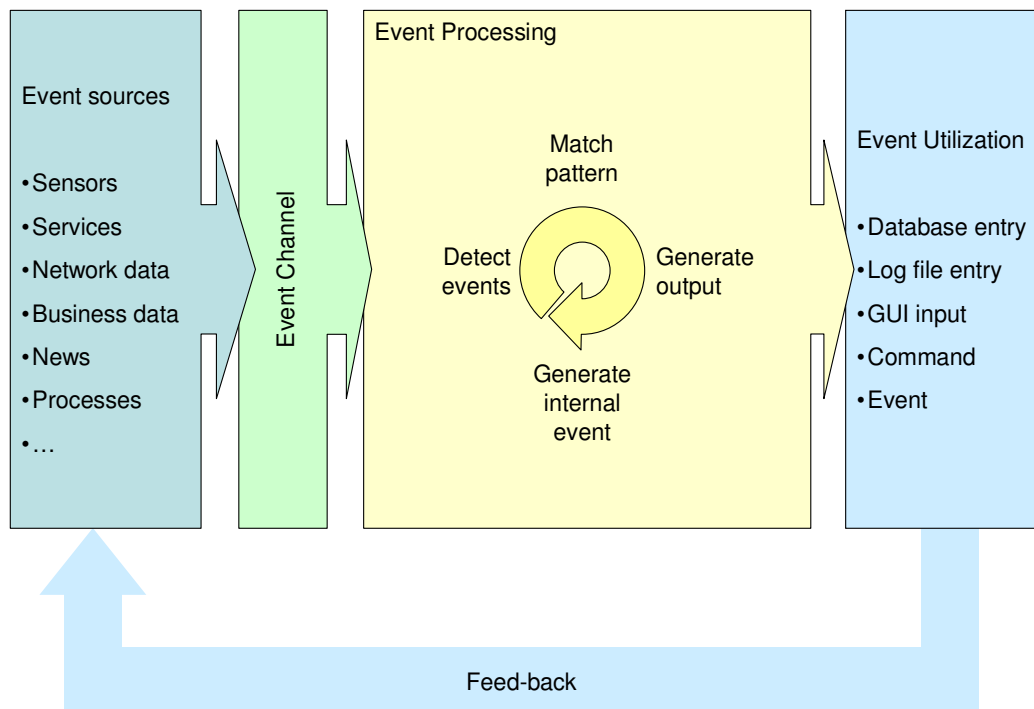 Event sources
•Sensors
•Services
•Network data
•Business data
•News
•Processes
•…
Event Channel
Event Processing
Match
pattern
Detect
events
Generate
output
Generate
internal
event
Event Utilization
•Database entry
•Log file entry
•GUI input
•Command
•Event
Feed-back